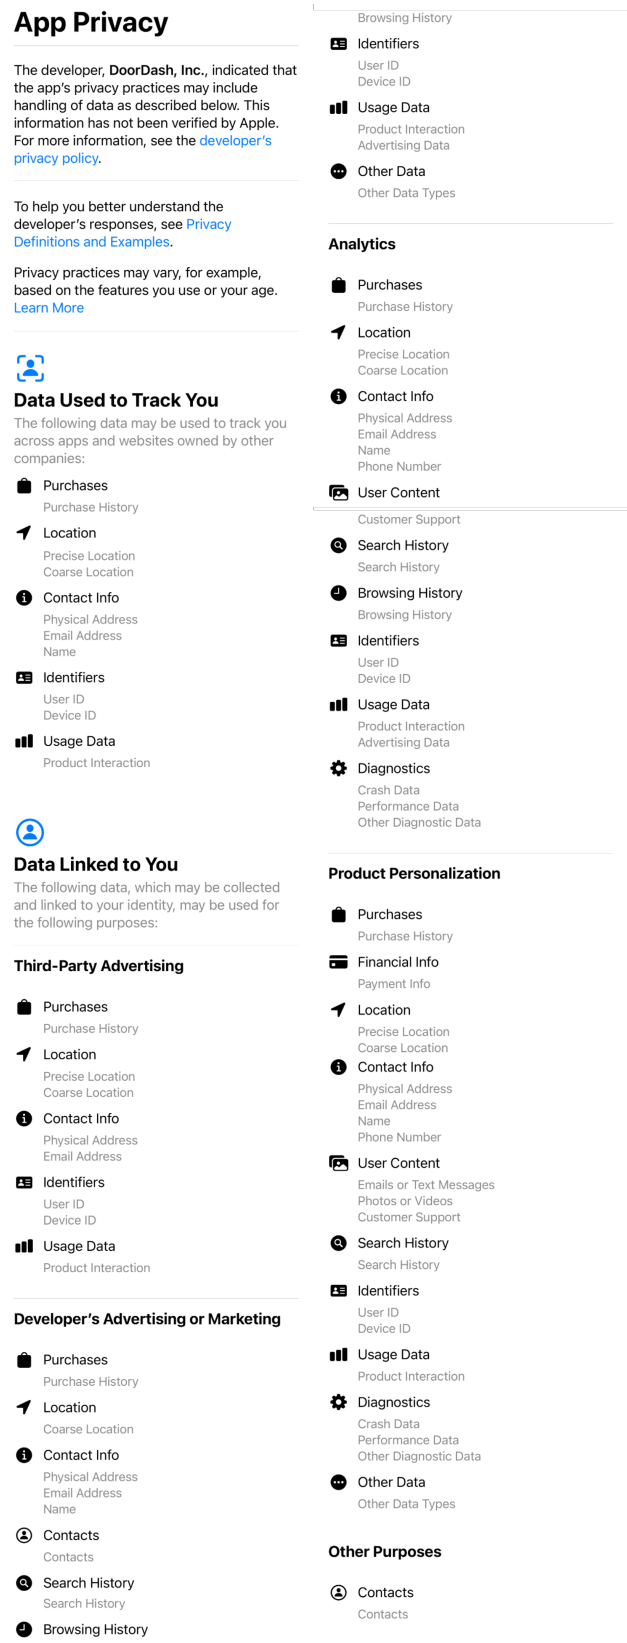 App Privacy
The developer, DoorDash, Inc., indicated that
the app's privacy practices may include
handling of data as described below. This
information has not been verified by Apple.
For more information, see the developer's
privacy policy.
To help you better understand the
developer's responses, see Privacy
Definitions and Examples.
Privacy practices may vary, for example,
based on the features you use or your age.
Learn More
Data Used to Track You
The following data may be used to track you
across apps and websites owned by other
companies:
Purchases
Purchase History
Location
Precise Location
Coarse Location
Contact Info
Physical Address
Email Address
Name
Identifiers
User ID
Device ID
Usage Data
Product Interaction
Data Linked to You
The following data, which may be collected
and linked to your identity, may be used for
the following purposes:
Third-Party Advertising
Purchases
Purchase History
Location
Precise Location
Coarse Location
Contact Info
Physical Address
Email Address
Identifiers
User ID
Device ID
Usage Data
Product Interaction
Developer's Advertising or Marketing
Purchases
Purchase History
Location
Coarse Location
Contact Info
Physical Address
Email Address
Name
Contacts
Contacts
Search History
Search History
Browsing History
Browsing History
Identifiers
User ID
Device ID
Usage Data
Product Interaction
Advertising Data
Other Data
Other Data Types
Analytics
Purchases
Purchase History
Location
Precise Location
Coarse Location
Contact Info
Physical Address
Email Address
Name
Phone Number
User Content
Customer Support
Search History
Search History
Browsing History
Browsing History
Identifiers
User ID
Device ID
Usage Data
Product Interaction
Advertising Data
Diagnostics
Crash Data
Performance Data
Other Diagnostic Data
Product Personalization
Purchases
Purchase History
Financial Info
Payment Info
Location
Precise Location
Coarse Location
Contact Info
Physical Address
Email Address
Name
Phone Number
User Content
Emails or Text Messages
Photos or Videos
Customer Support
Search History
Search History
Identifiers
User ID
Device ID
Usage Data
Product Interaction
Diagnostics
Crash Data
Performance Data
Other Diagnostic Data
Other Data
Other Data Types
Other Purposes
Contacts
Contacts